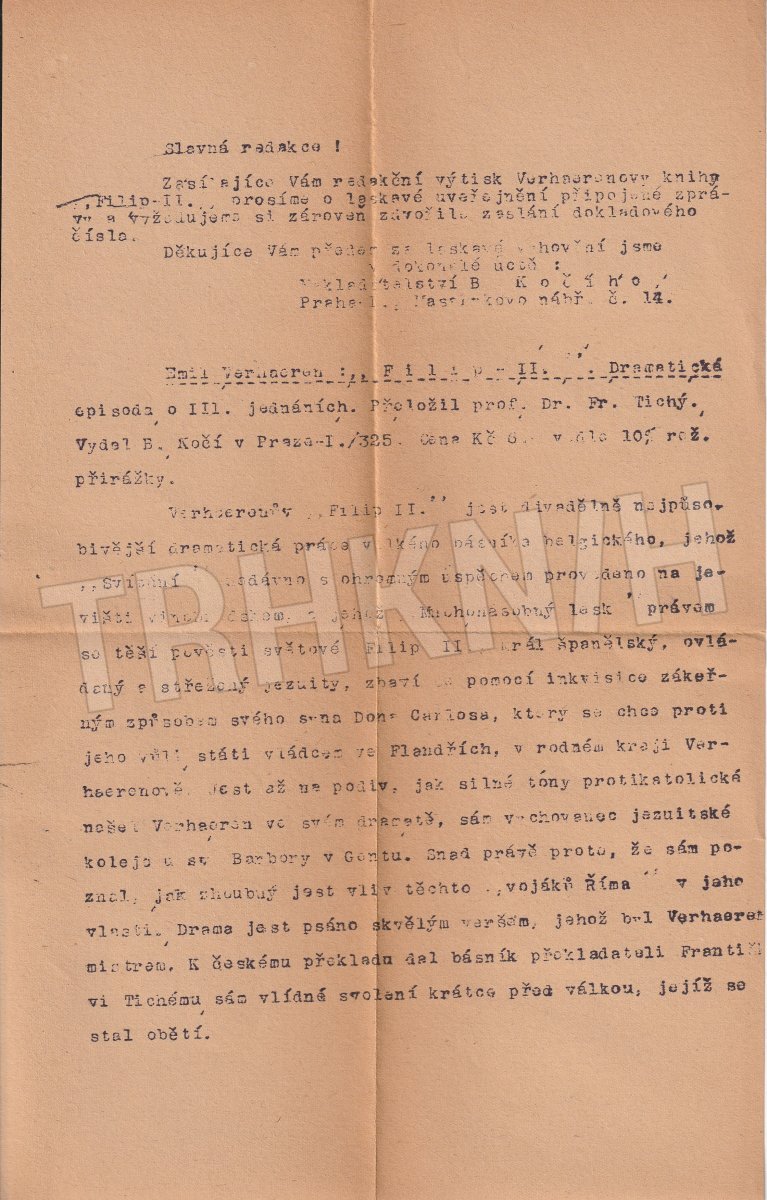 Slavná redakce !
Zasílajíce Vám redakční výtisk Verhaerenovy knihy
,,Filip-II.,, prosíme o laskavé uveřejnění připojené zprá-
vy a vyžadujeme si zároveň zdvořile zaslání dokladového
čísla.
Děkujíce Vám předem za laskavé vyhovění jsme
v dokonalé úctě :
Nakladatelství B. K o č í h o ,
Praha-I., Masarykovo nábř. č. 14.
Emil Verhaeren :,, F i l i p - II. ´´. Dramatická
episoda o III. jednáních. Přeložil prof. Dr. Fr. Tichý.
Vydal B. Kočí v Praze-I./325. Cena Kč 6.- vedle 10% rož.
přirážky.
Verhaerenův ,,Filip II.´´ jest divadelně nejpůso-
bivější dramatická práce velkého básníka belgického, jehož
,,Svítání´´ nedávno s ohromným úspěchem provedeno na je-
višti vinohradském, a jehož ,,Mnohonásobný lesk´´ právem
se těší pověsti světové. Filip II. král španělský, ovlá-
daný a střežený jezuity, zbaví se pomocí inkvisice zákeř-
ným způsobem svého syna Dona Carlosa, který se chce proti
jeho vůli státi vládcem ve Flandřích, v rodném kraji Ver-
haerenově. Jest až na podiv, jak silné tóny protikatolické
našel Verhaeren ve svém dramatě, sám vychovanec jezuitské
koleje u sv. Barbory v Gentu. Snad právě proto, že sám po-
znal, jak zhoubný jest vliv těchto ,,vojáků Říma´´ v jeho
vlasti. Drama jest psáno skvělým veršem, jehož byl Verhaeren
mistrem. K českému překladu dal básník překladateli Františ
vi Tichému sám vlídné svolení krátce před válkou, jejíž se
stal obětí.
TRHKNIH